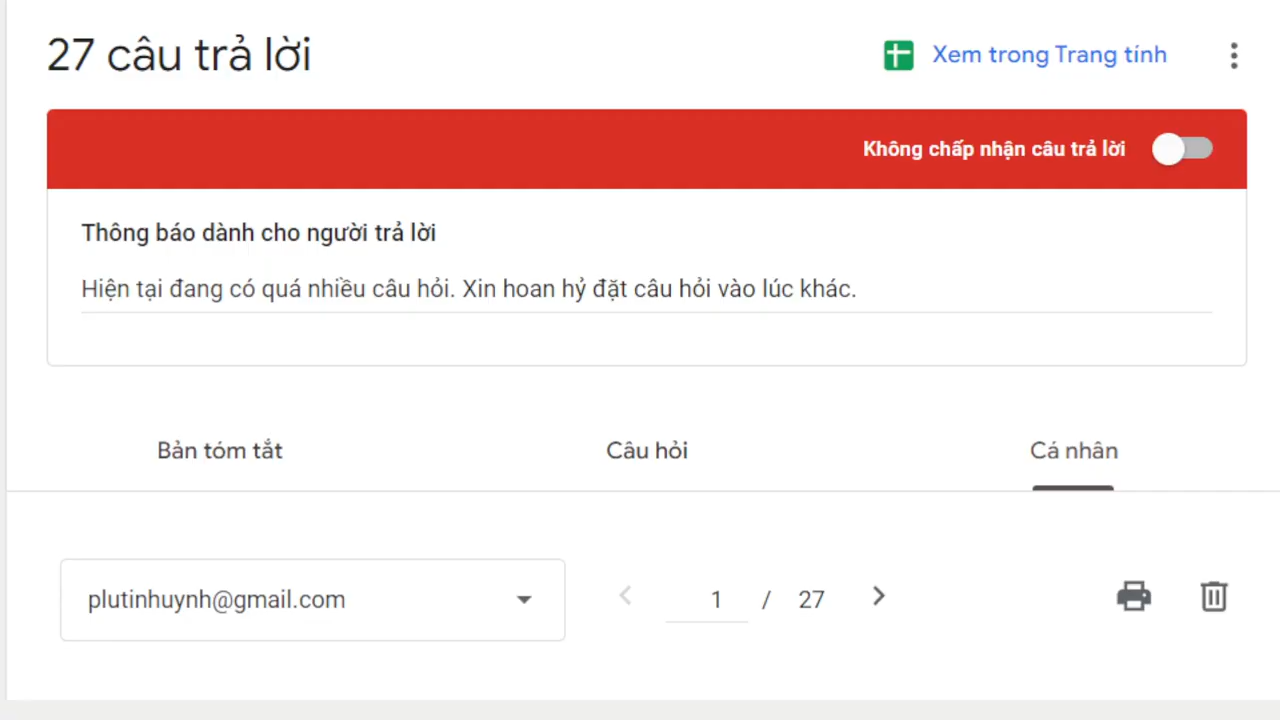 27 câu trả lời
Xem trong Trang tính
Không chấp nhận câu trả lời
Thông báo dành cho người trả lời
Hiện tại đang có quá nhiều câu hỏi. Xin hoan hỷ đặt câu hỏi vào lúc khác.
Bản tóm tắt
Câu hỏi
Cá nhân
plutinhuynh@gmail.com
1 / 27